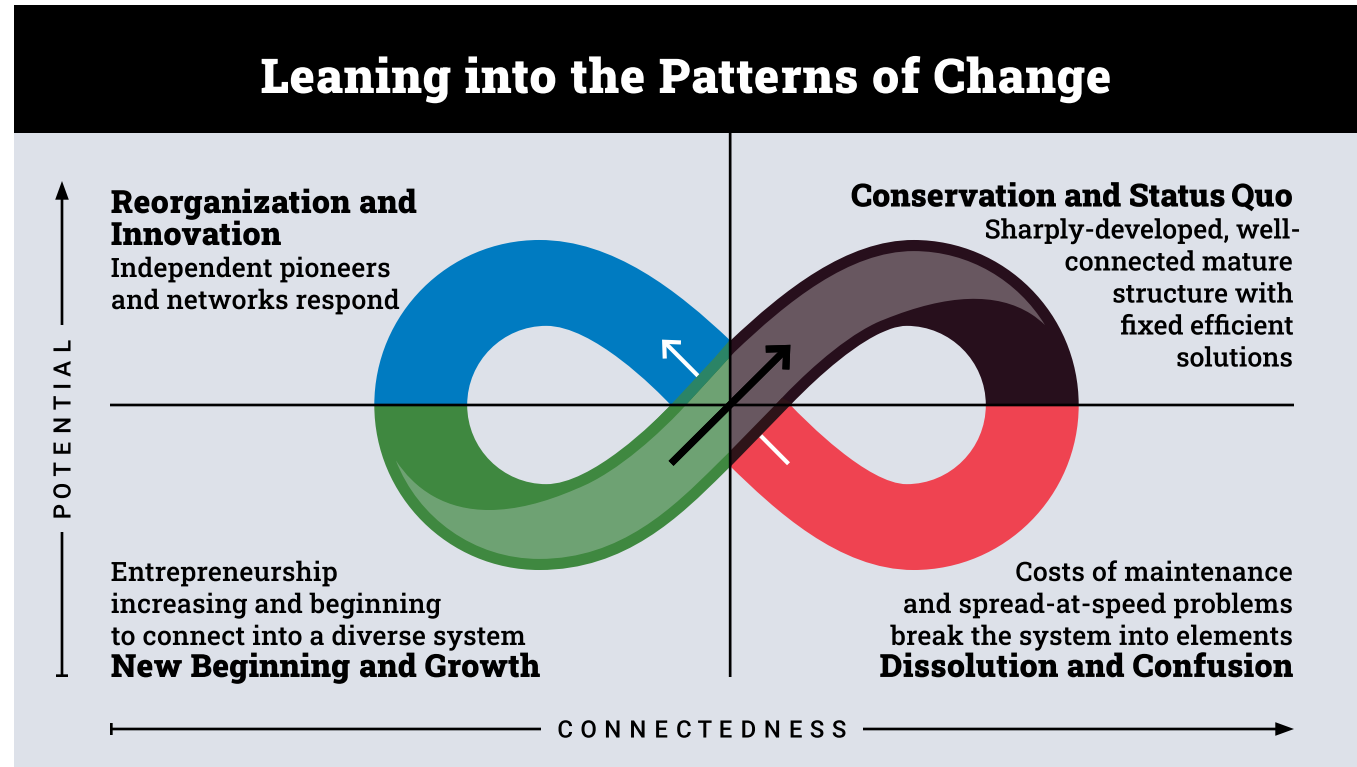 Leaning into the Patterns of Change
Reorganization and
Innovation
Independent pioneers
and networks respond
Conservation and Status Quo
Sharply-developed, well-
connected mature
structure with
fixed efficient
solutions
POTENTIAL
Entrepreneurship
increasing and beginning
to connect into a diverse system
New Beginning and Growth
Costs of maintenance
and spread-at-speed problems
break the system into elements
Dissolution and Confusion
CONNECTEDNESS